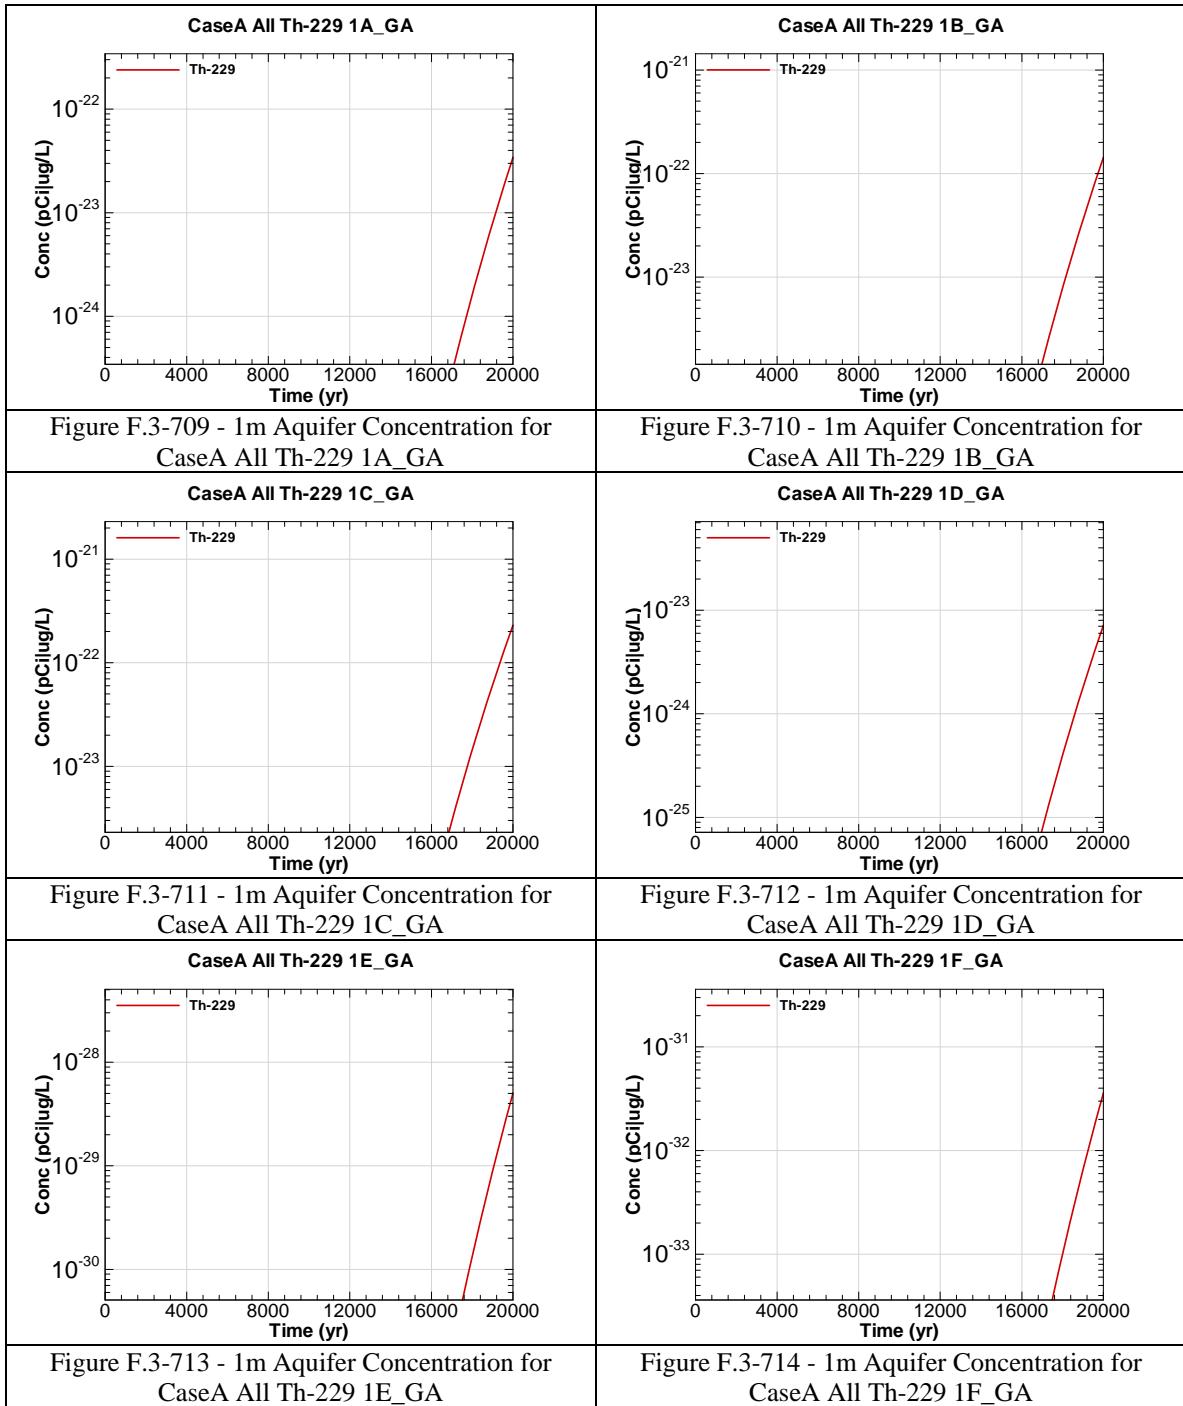 CaseA All Th-229 1A_GA
Th-229
10-22
10-23
10-24
Conc (pCi|ug/L)
0 4000 8000 12000 16000 20000
Time (yr)
Figure F.3-709 - 1m Aquifer Concentration for
CaseA All Th-229 1A_GA
CaseA All Th-229 1B_GA
10-21
Th-229
10-22
10-23
Conc (pCi|ug/L)
0 4000 8000 12000 16000 20000
Time (yr)
Figure F.3-710 - 1m Aquifer Concentration for
CaseA All Th-229 1B_GA
CaseA All Th-229 1C_GA
Th-229
10-21
10-22
10-23
Conc (pCi|ug/L)
0 4000 8000 12000 16000 20000
Time (yr)
Figure F.3-711 - 1m Aquifer Concentration for
CaseA All Th-229 1C_GA
CaseA All Th-229 1D_GA
Th-229
10-23
10-24
10-25
Conc (pCi|ug/L)
0 4000 8000 12000 16000 20000
Time (yr)
Figure F.3-712 - 1m Aquifer Concentration for
CaseA All Th-229 1D_GA
CaseA All Th-229 1E_GA
Th-229
10-28
10-29
10-30
Conc (pCi|ug/L)
0 4000 8000 12000 16000 20000
Time (yr)
Figure F.3-713 - 1m Aquifer Concentration for
CaseA All Th-229 1E_GA
CaseA All Th-229 1F_GA
Th-229
10-31
10-32
10-33
Conc (pCi|ug/L)
0 4000 8000 12000 16000 20000
Time (yr)
Figure F.3-714 - 1m Aquifer Concentration for
CaseA All Th-229 1F_GA